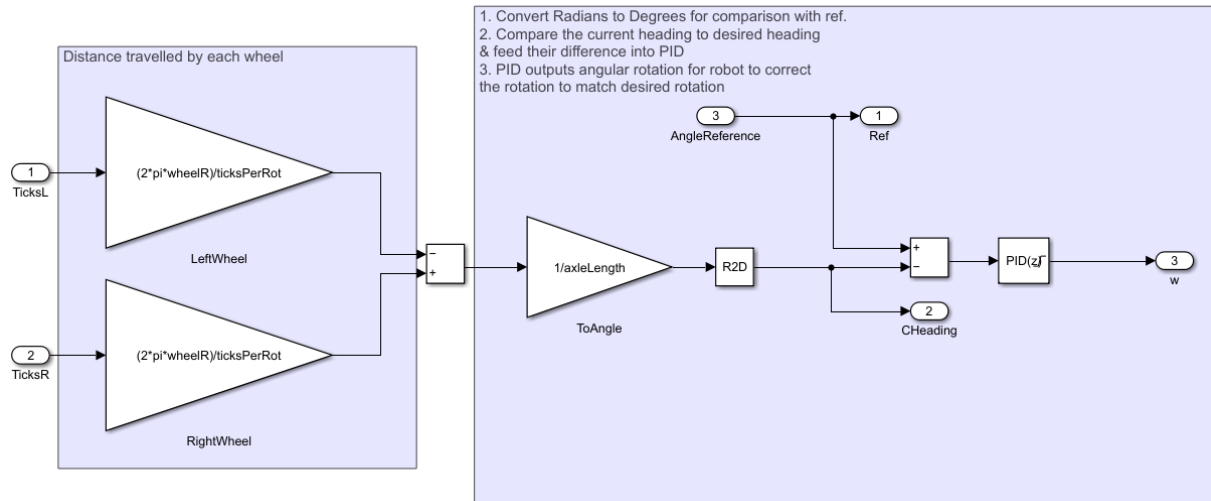 1. Convert Radians to Degrees for comparison with ref.
2. Compare the current heading to desired heading
& feed their difference into PID
3. PID outputs angular rotation for robot to correct
the rotation to match desired rotation
Distance travelled by each wheel
1
TicksL
(2*pi*wheelR)/ticksPerRot
LeftWheel
2
TicksR
(2*pi*wheelR)/ticksPerRot
RightWheel
−
+
1/axleLength
ToAngle
R2D
3
AngleReference
1
Ref
+
−
2
CHeading
PID(z)
3
w